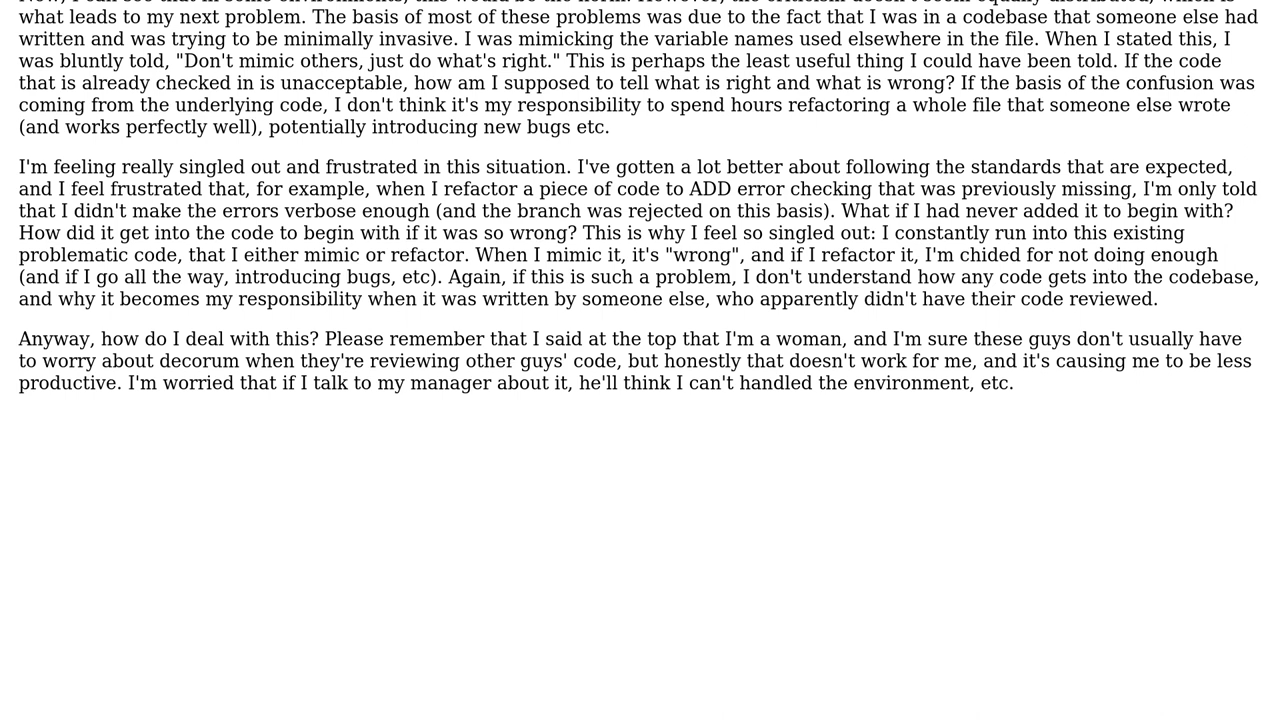 what leads to my next problem. The basis of most of these problems was due to the fact that I was in a codebase that someone else had
written and was trying to be minimally invasive. I was mimicking the variable names used elsewhere in the file. When I stated this, I
was bluntly told, "Don't mimic others, just do what's right." This is perhaps the least useful thing I could have been told. If the code
that is already checked in is unacceptable, how am I supposed to tell what is right and what is wrong? If the basis of the confusion was
coming from the underlying code, I don't think it's my responsibility to spend hours refactoring a whole file that someone else wrote
(and works perfectly well), potentially introducing new bugs etc.
I'm feeling really singled out and frustrated in this situation. I've gotten a lot better about following the standards that are expected,
and I feel frustrated that, for example, when I refactor a piece of code to ADD error checking that was previously missing, I'm only told
that I didn't make the errors verbose enough (and the branch was rejected on this basis). What if I had never added it to begin with?
How did it get into the code to begin with if it was so wrong? This is why I feel so singled out: I constantly run into this existing
problematic code, that I either mimic or refactor. When I mimic it, it's "wrong", and if I refactor it, I'm chided for not doing enough
(and if I go all the way, introducing bugs, etc). Again, if this is such a problem, I don't understand how any code gets into the codebase,
and why it becomes my responsibility when it was written by someone else, who apparently didn't have their code reviewed.
Anyway, how do I deal with this? Please remember that I said at the top that I'm a woman, and I'm sure these guys don't usually have
to worry about decorum when they're reviewing other guys' code, but honestly that doesn't work for me, and it's causing me to be less
productive. I'm worried that if I talk to my manager about it, he'll think I can't handled the environment, etc.